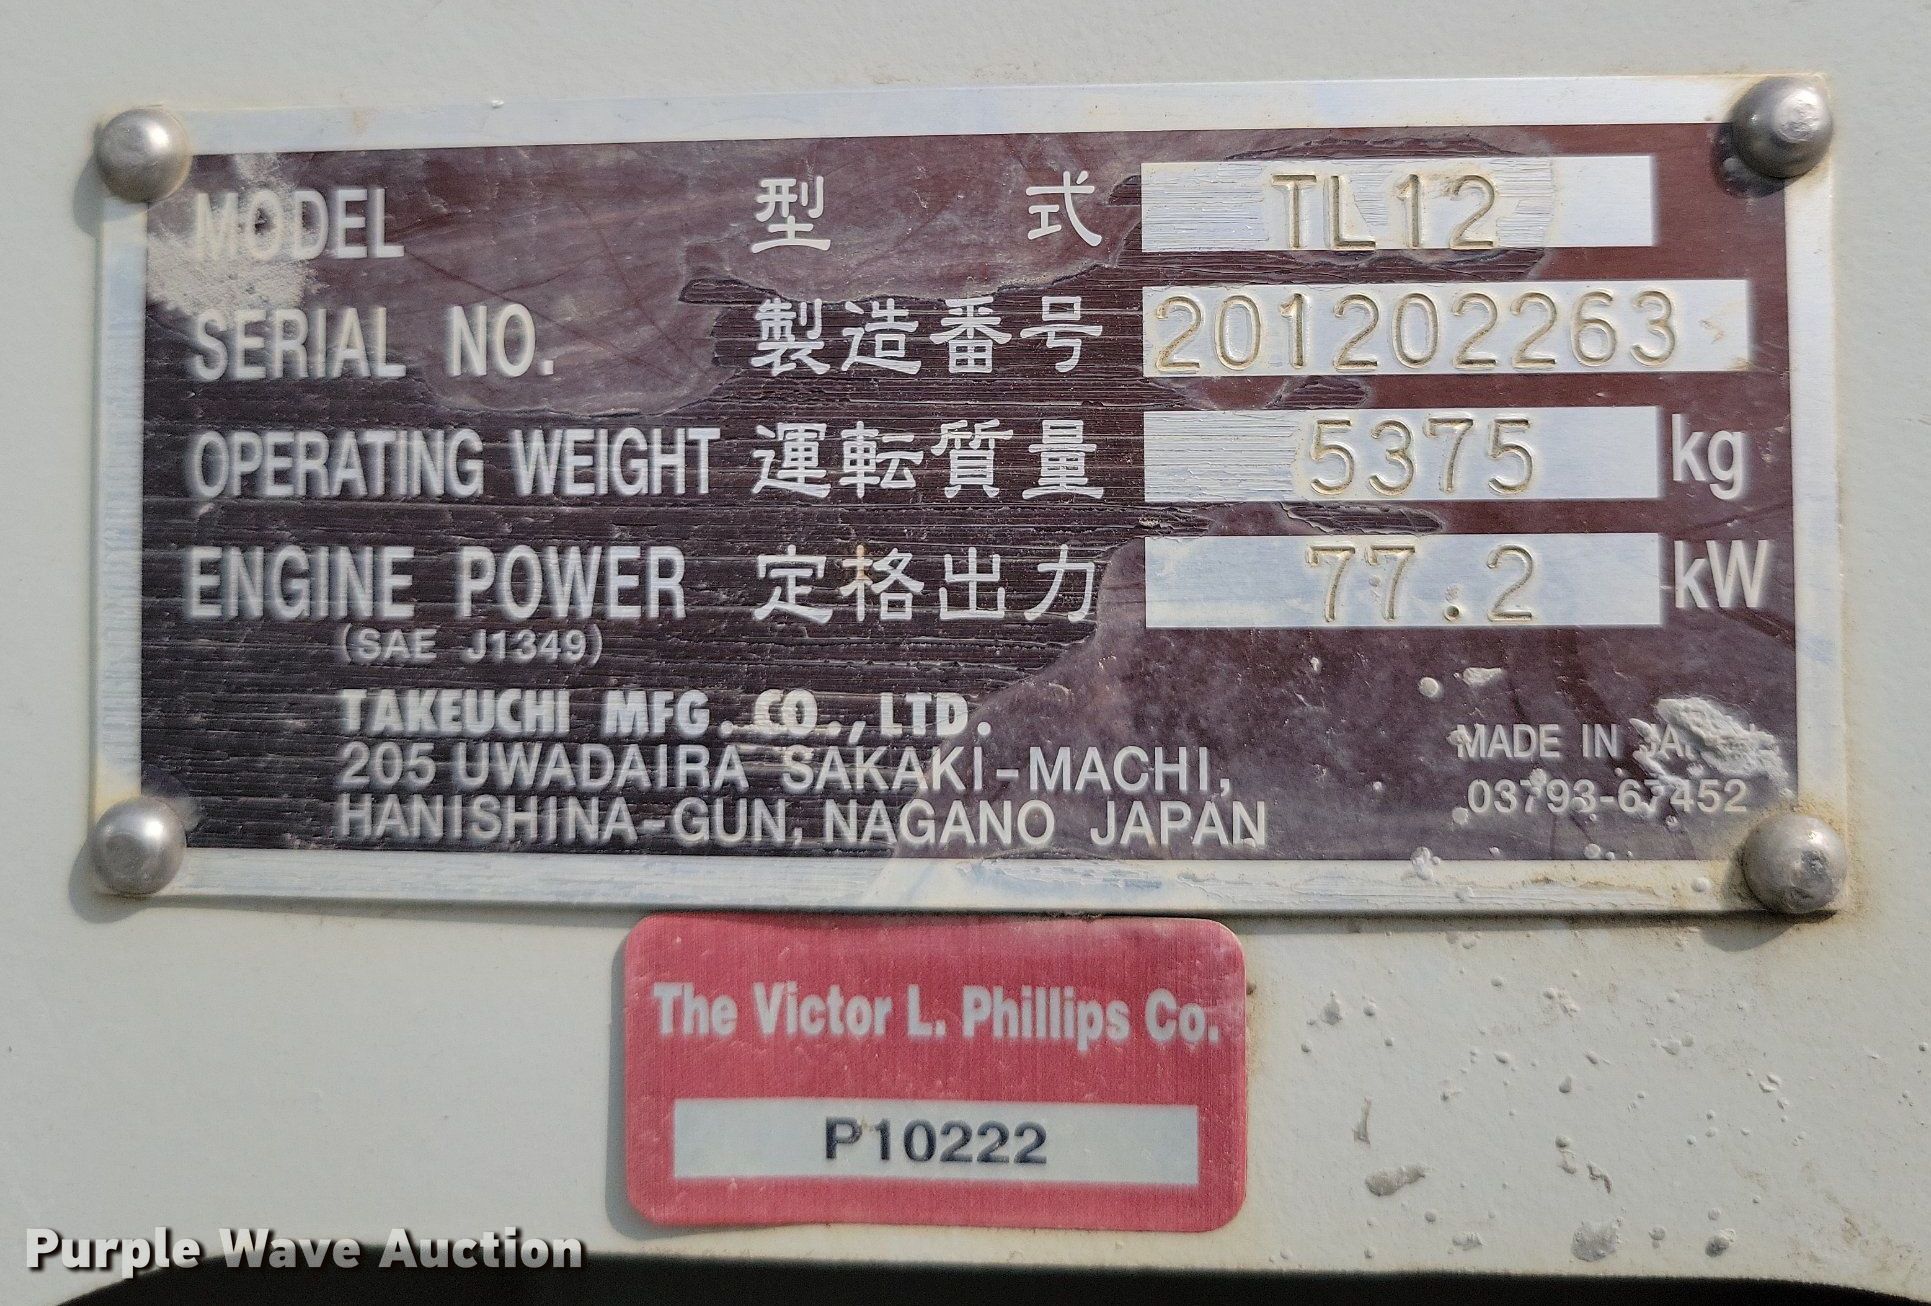 MODEL 型式 TL12
SERIAL NO. 製造番号 201202263
OPERATING WEIGHT 運転質量 5375 kg
ENGINE POWER 定格出力 77.2 kW
(SAE J1349)
TAKEUCHI MFG. CO., LTD.
205 UWADAIRA SAKAKI-MACHI,
HANISHINA-GUN, NAGANO JAPAN
MADE IN
03793-67452
The Victor L. Phillips Co.
P10222
Purple Wave Auction